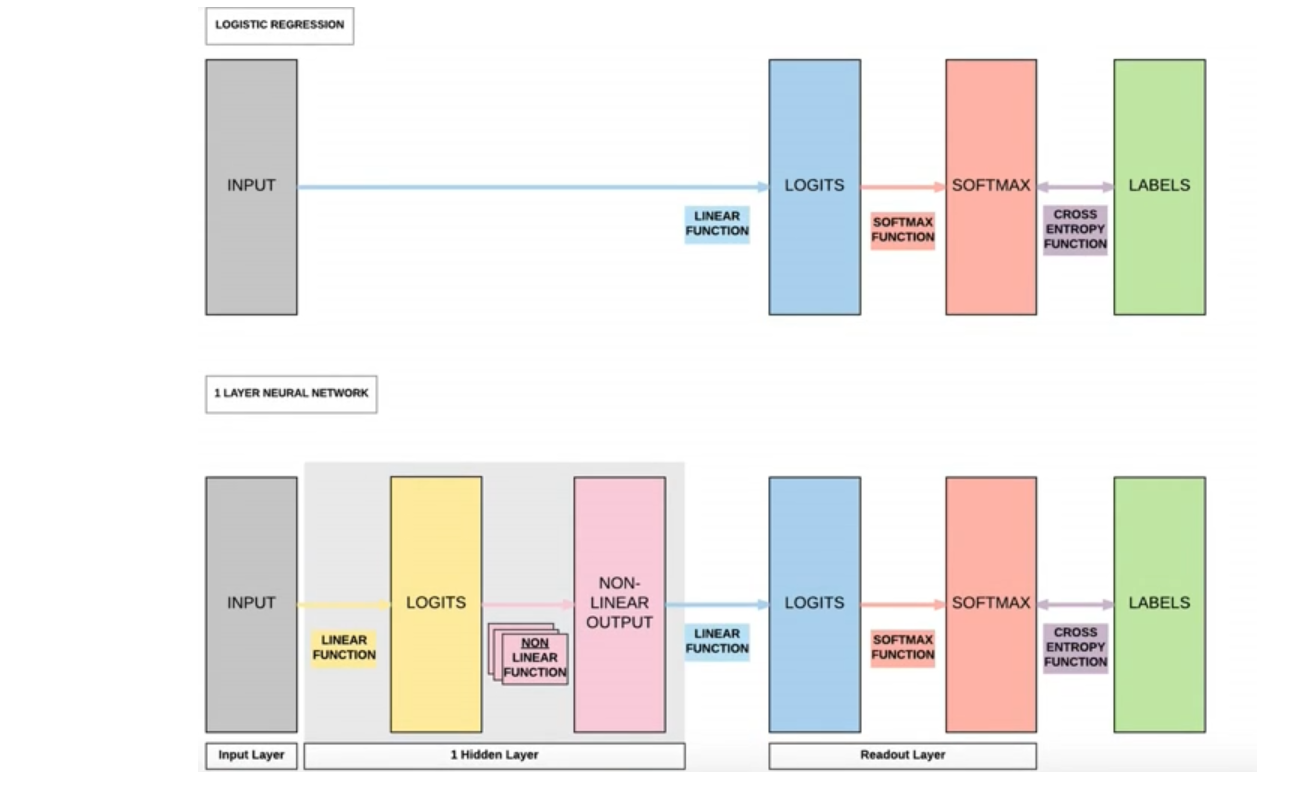 LOGISTIC REGRESSION
INPUT
LINEAR
FUNCTION
LOGITS
SOFTMAX
FUNCTION
SOFTMAX
CROSS
ENTROPY
FUNCTION
LABELS
1 LAYER NEURAL NETWORK
INPUT
LINEAR
FUNCTION
LOGITS
NON
LINEAR
FUNCTION
NON-
LINEAR
OUTPUT
LINEAR
FUNCTION
LOGITS
SOFTMAX
FUNCTION
SOFTMAX
CROSS
ENTROPY
FUNCTION
LABELS
Input Layer
1 Hidden Layer
Readout Layer